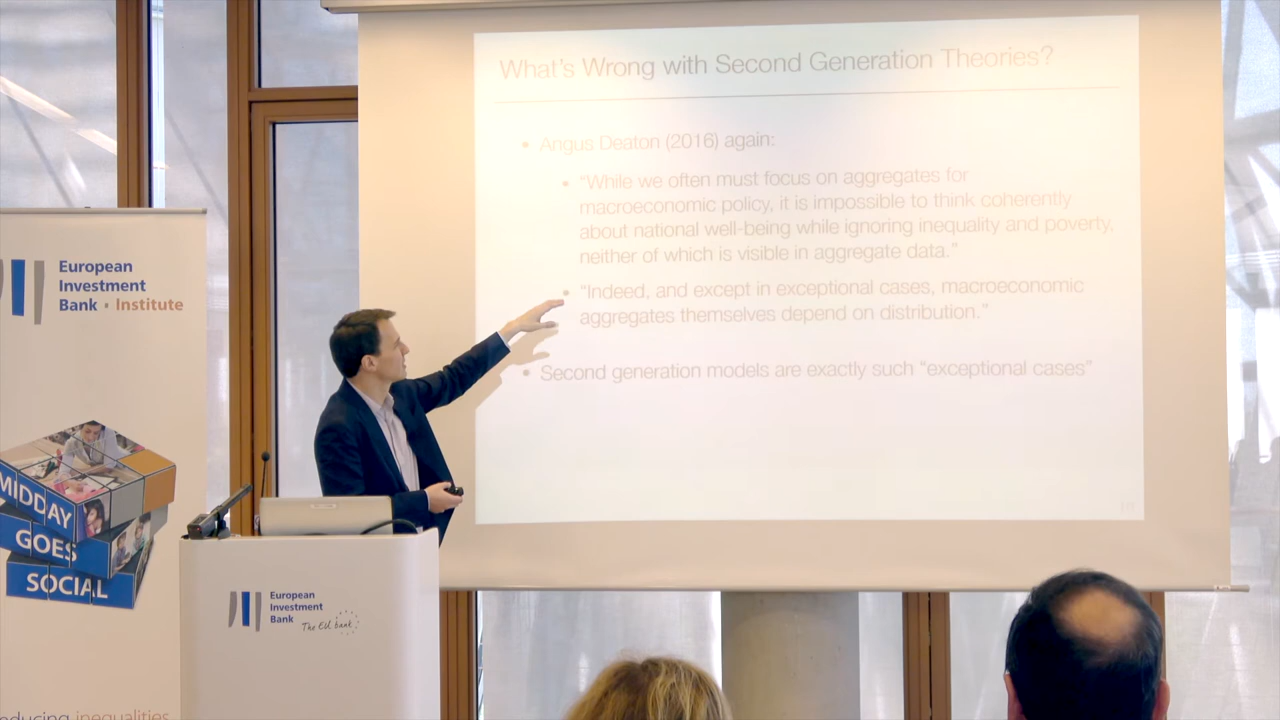 What's Wrong with Second Generation Theories?
Angus Deaton (2016) again:
"While we often must focus on aggregates for
macroeconomic policy, it is impossible to think coherently
about national well-being while ignoring inequality and poverty,
neither of which is visible in aggregate data."
"Indeed, and except in exceptional cases, macroeconomic
aggregates themselves depend on distribution."
Second generation models are exactly such "exceptional cases"
European
Investment
Bank • Institute
MIDDAY
GOES
SOCIAL
European
Investment
Bank
The EU bank
inequalities